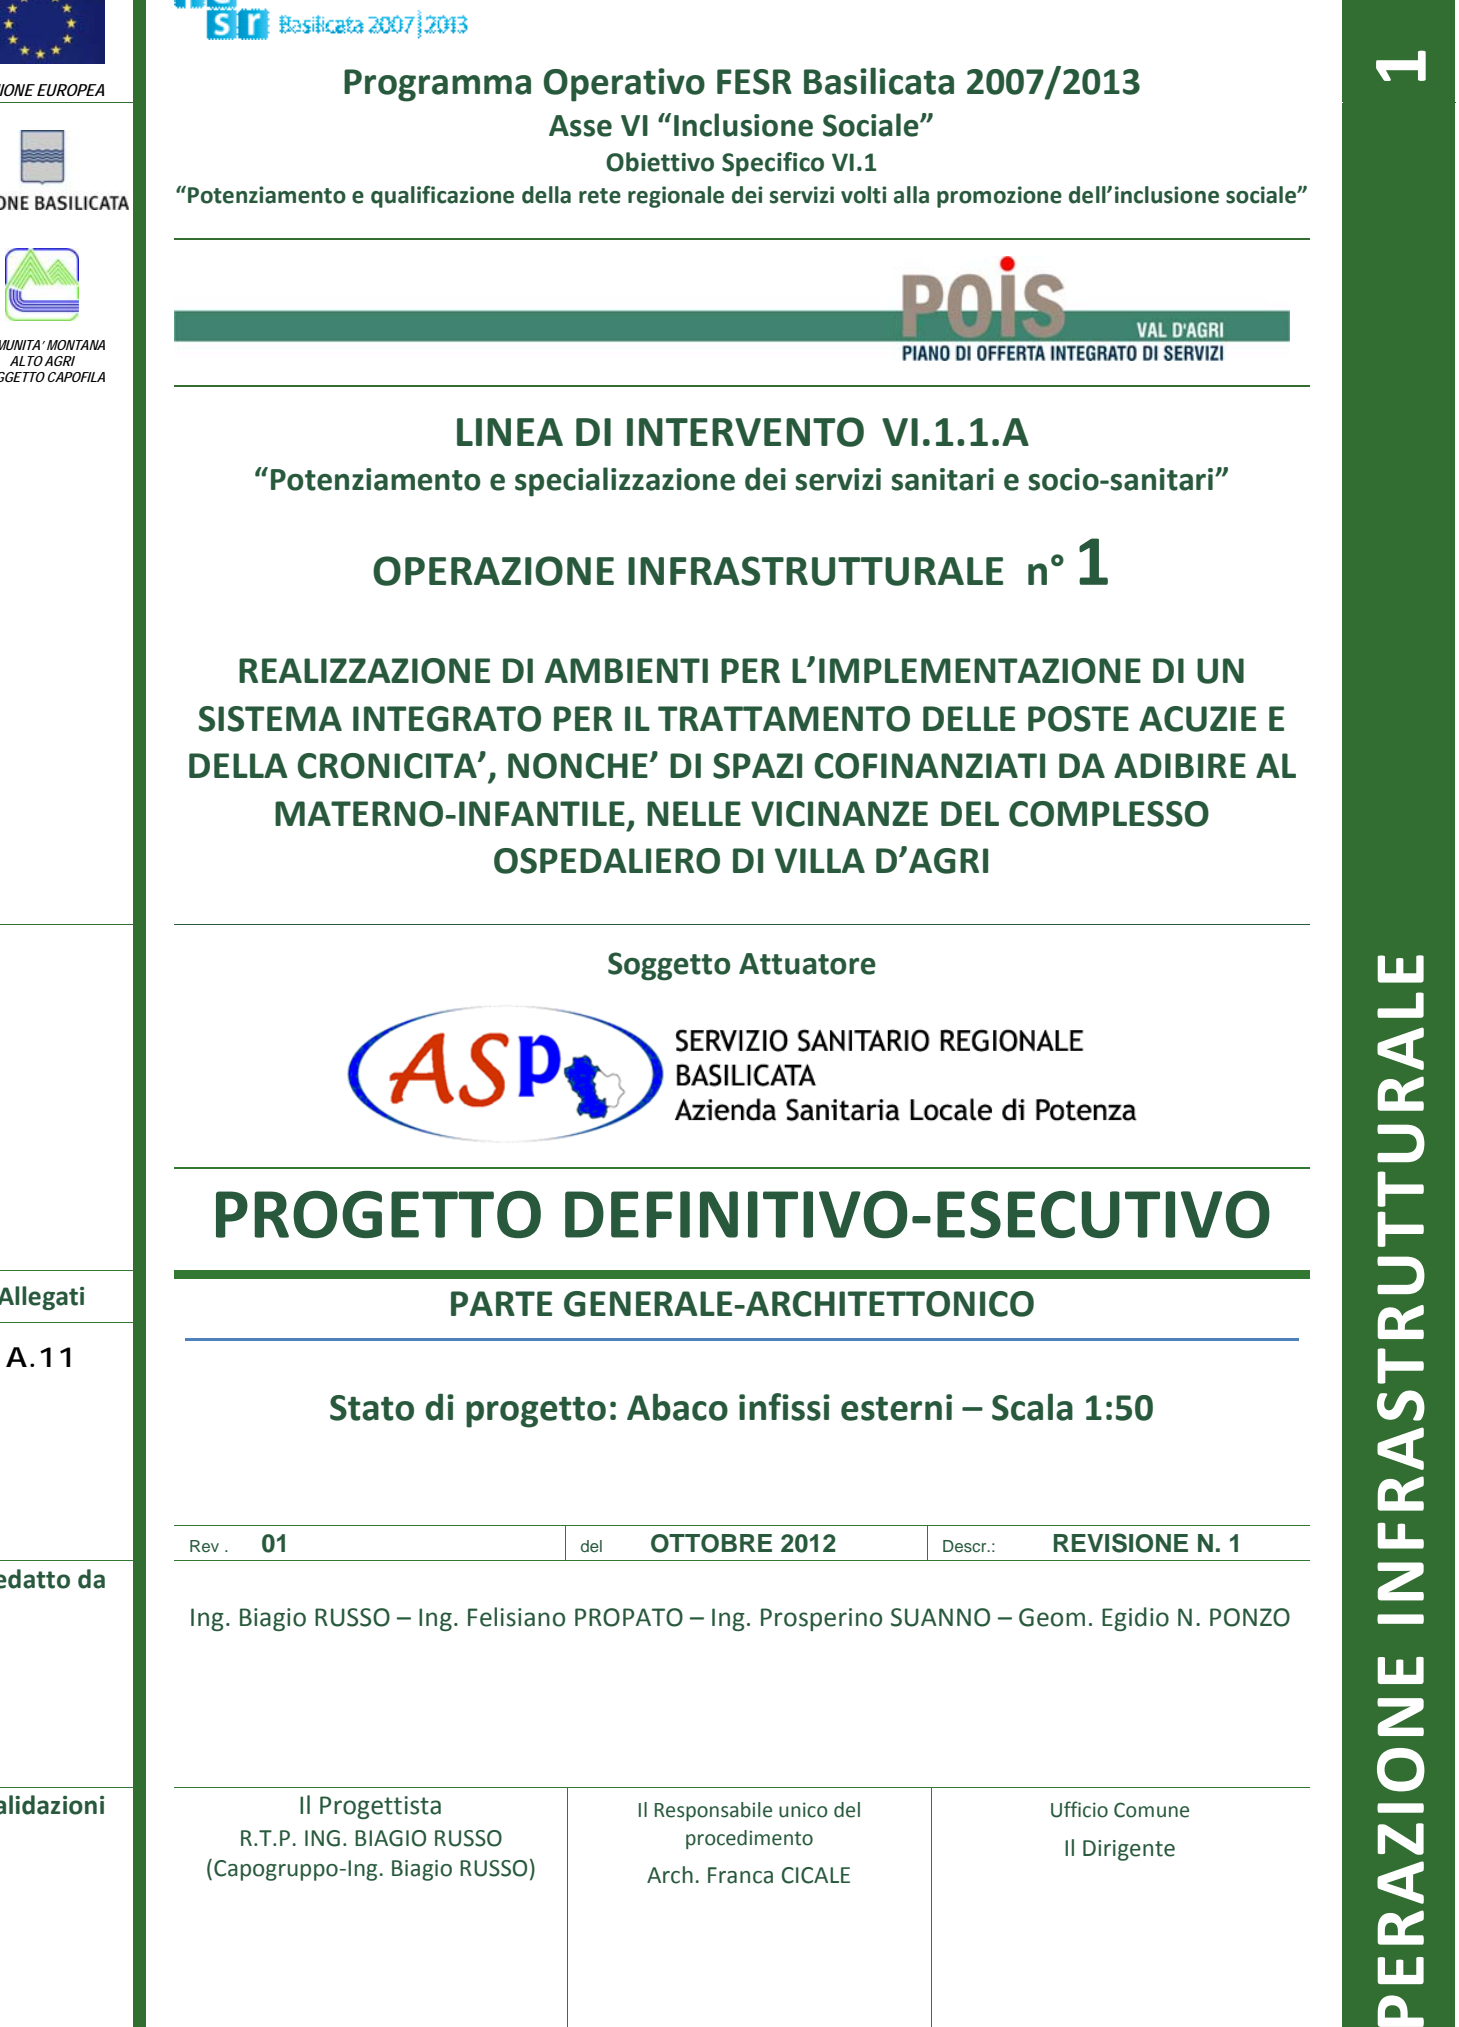 sr Basilicata 2007|2013
IONE EUROPEA
ONE BASILICATA
MUNITA' MONTANA
ALTO AGRI
GGETTO CAPOFILA
Programma Operativo FESR Basilicata 2007/2013
Asse VI “Inclusione Sociale”
Obiettivo Specifico VI.1
“Potenziamento e qualificazione della rete regionale dei servizi volti alla promozione dell’inclusione sociale”
POiS
VAL D'AGRI
PIANO DI OFFERTA INTEGRATO DI SERVIZI
LINEA DI INTERVENTO VI.1.1.A
“Potenziamento e specializzazione dei servizi sanitari e socio-sanitari”
OPERAZIONE INFRASTRUTTURALE n° 1
REALIZZAZIONE DI AMBIENTI PER L’IMPLEMENTAZIONE DI UN
SISTEMA INTEGRATO PER IL TRATTAMENTO DELLE POSTE ACUZIE E
DELLA CRONICITA’, NONCHE’ DI SPAZI COFINANZIATI DA ADIBIRE AL
MATERNO-INFANTILE, NELLE VICINANZE DEL COMPLESSO
OSPEDALIERO DI VILLA D’AGRI
Soggetto Attuatore
ASP
SERVIZIO SANITARIO REGIONALE
BASILICATA
Azienda Sanitaria Locale di Potenza
PROGETTO DEFINITIVO-ESECUTIVO
Allegati
PARTE GENERALE-ARCHITETTONICO
A.11
Stato di progetto: Abaco infissi esterni – Scala 1:50
Rev . 01 del OTTOBRE 2012 Descr.: REVISIONE N. 1
edatto da
Ing. Biagio RUSSO – Ing. Felisiano PROPATO – Ing. Prosperino SUANNO – Geom. Egidio N. PONZO
alidazioni
Il Progettista
R.T.P. ING. BIAGIO RUSSO
(Capogruppo-Ing. Biagio RUSSO)
Il Responsabile unico del
procedimento
Arch. Franca CICALE
Ufficio Comune
Il Dirigente
PERAZIONE INFRASTRUTTURALE 1